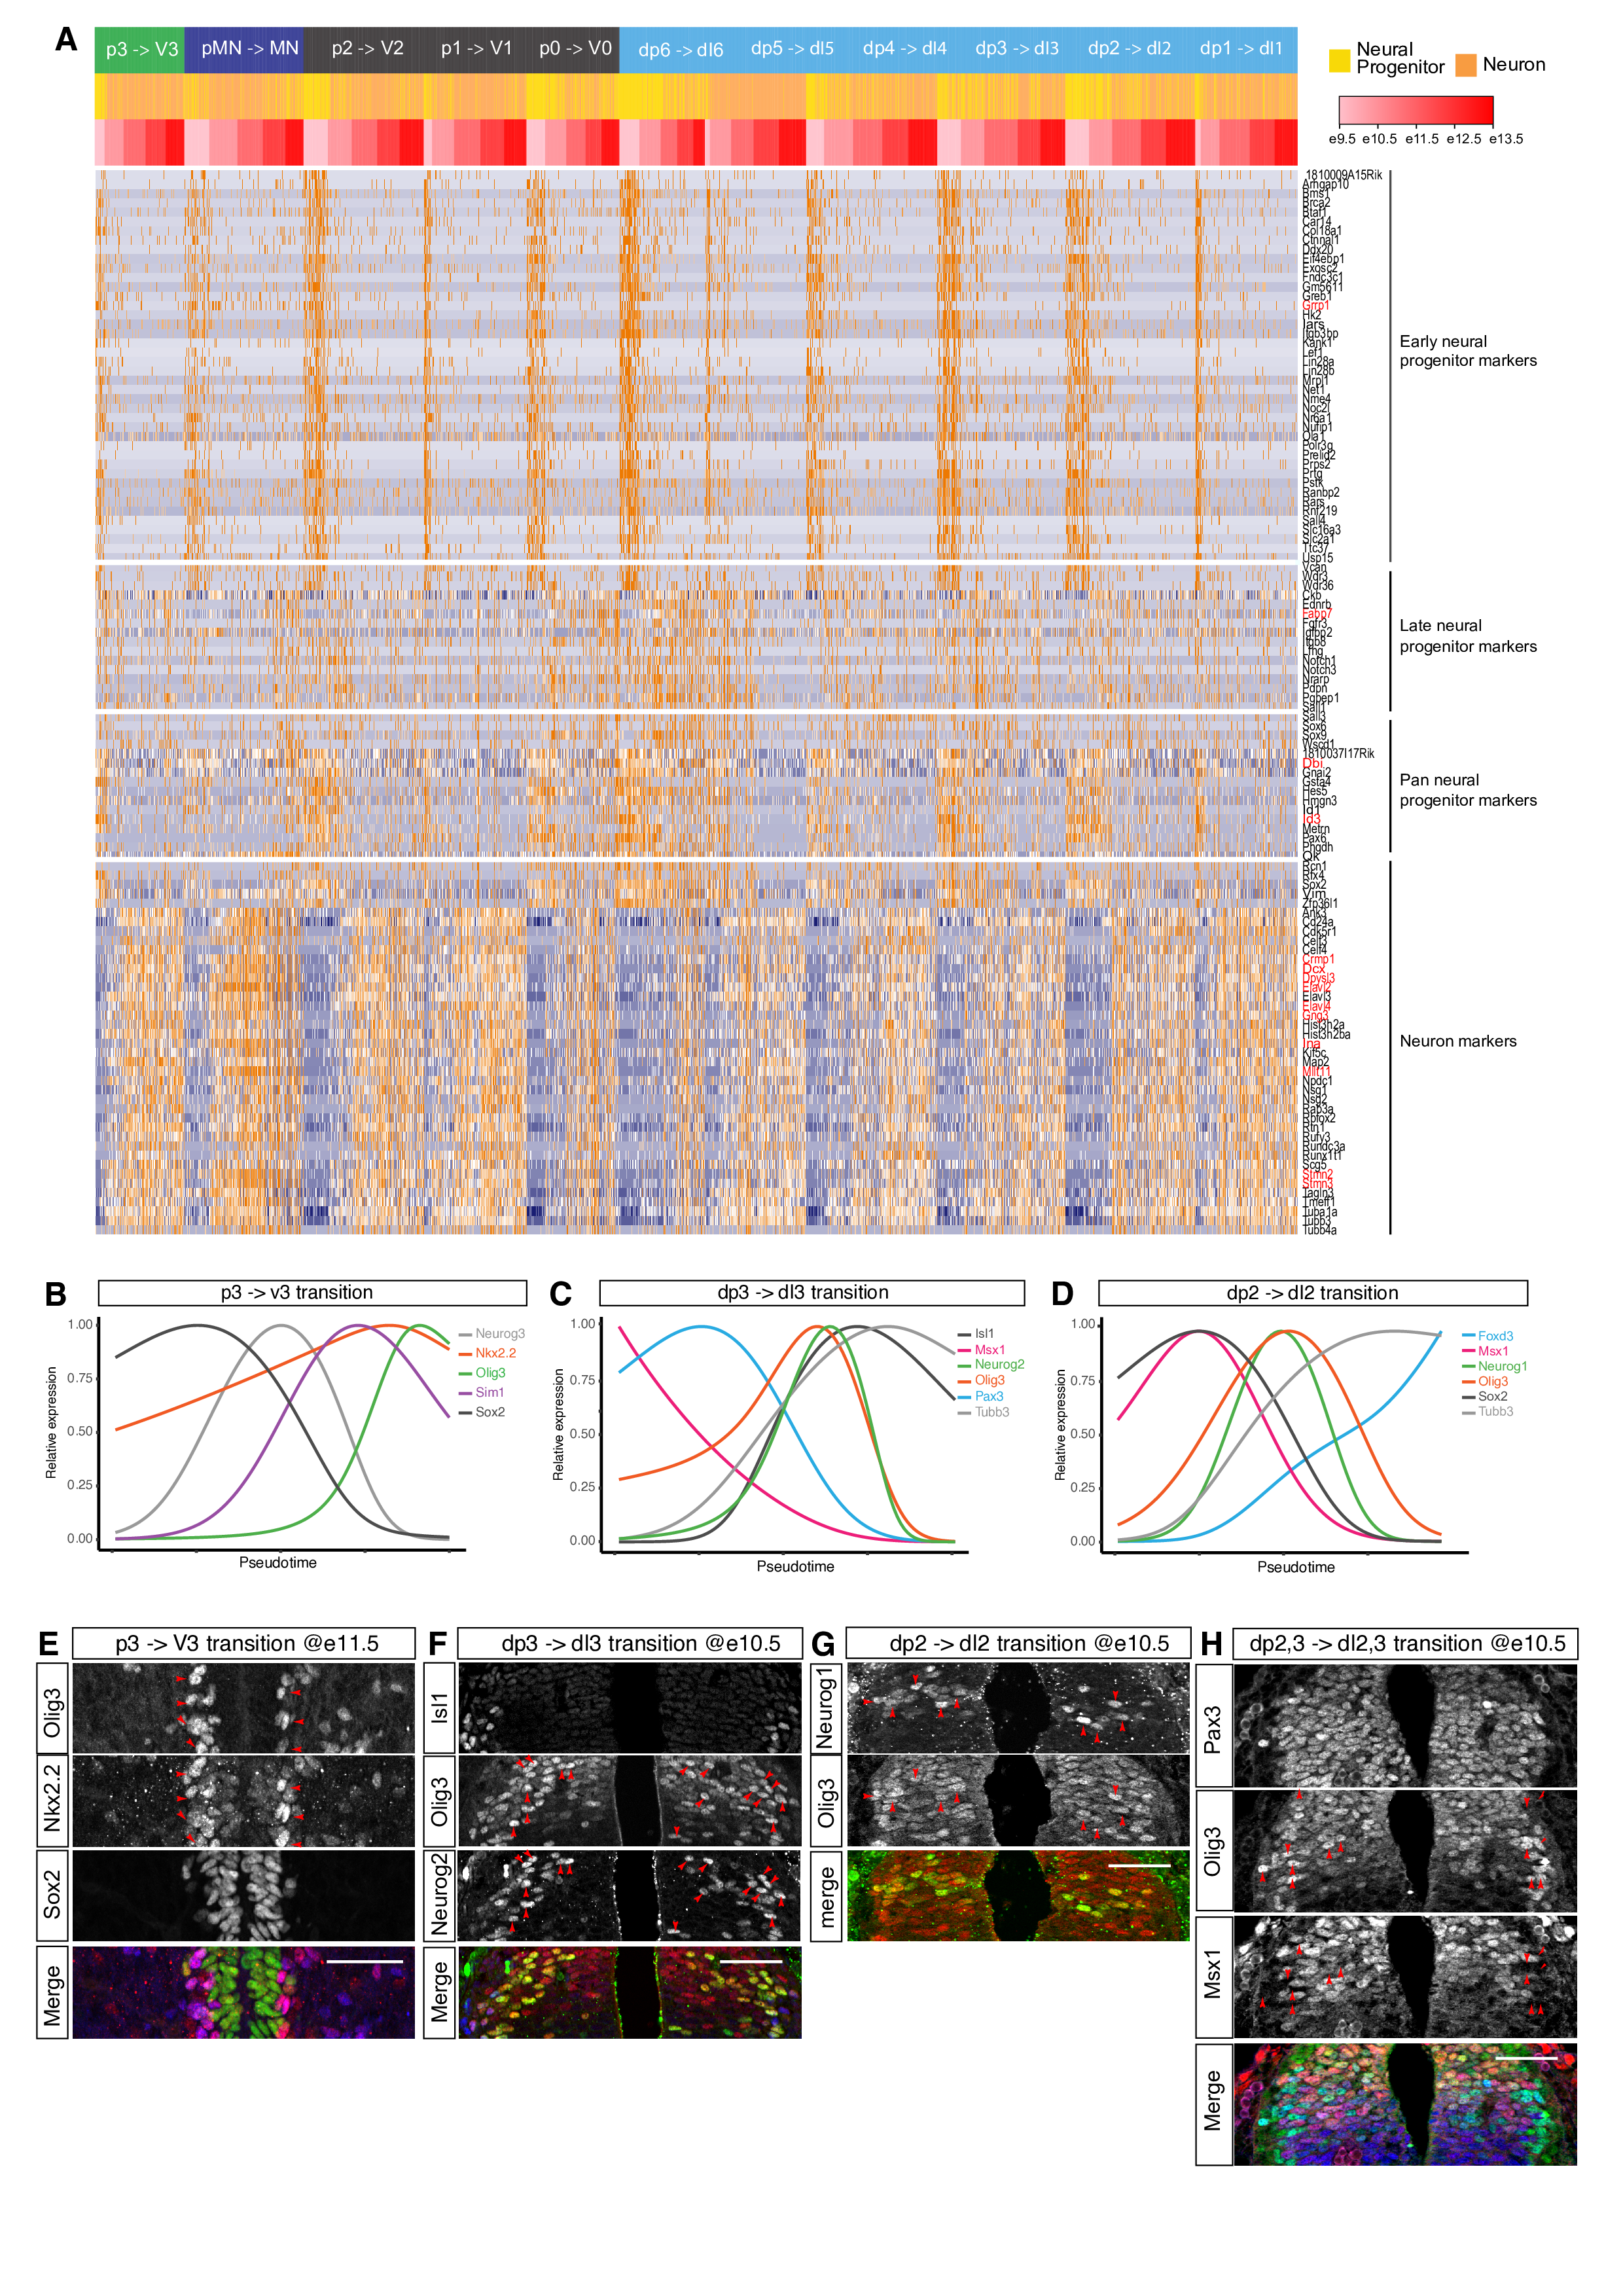 A
p3 -> V3 pMN -> MN p2 -> V2 p1 -> V1 p0 -> V0 dp6 -> dI6 dp5 -> dI5 dp4 -> dI4 dp3 -> dI3 dp2 -> dI2 dp1 -> dI1
Neural
Progenitor
Neuron
e9.5 e10.5 e11.5 e12.5 e13.5
1810009A15Rik
Arhgap10
Bms1
Brca2
Btaf1
Car14
Col18a1
Ctnnal1
Ddx20
Eif4ebp1
Exosc2
Fndc3c1
Gm5611
Greb1
Grrp1
Hk2
Iars
Itgb3bp
Kank1
Lef1
Lin28a
Lin28b
Mrpl1
Net1
Nme4
Noc2l
Nr6a1
Nufip1
Ola1
Polr3g
Prelid2
Prps2
Prtg
Pstk
Ranbp2
Rars
Rnf219
Sall4
Slc16a3
Slc2a1
Ttc37
Usp15
Vcan
Wdr3
Wdr36
Ckb
Ednrb
Fabp7
Fgfr3
Igfbp2
Itgb8
Lfng
Notch1
Notch3
Nrarp
Pdpn
Pgbep1
Sall1
Sall3
Sox6
Sox9
Wscd1
1810037I17Rik
Dbi
Gnai2
Gsta4
Hes5
Hmgn3
Id1
Id3
Metrn
Pax6
Phgdh
Qk
Rcn1
Rfx4
Sox2
Vim
Zfp36l1
Ank3
Cd24a
Cdk5r1
Celf3
Celf4
Crmp1
Dcx
Dpysl3
Elavl2
Elavl3
Elavl4
Gng3
Hist3h2a
Hist3h2ba
Ina
Kif5c
Map2
Mllt11
Npdc1
Nsg1
Nsg2
Rab3a
Rbfox2
Rtn1
Rufy3
Rundc3a
Runx1t1
Scg5
Stmn2
Stmn3
Tagln3
Tmeff1
Tuba1a
Tubb3
Tubb4a
Early neural
progenitor markers
Late neural
progenitor markers
Pan neural
progenitor markers
Neuron markers
B
p3 -> v3 transition
Relative expression
1.00
0.75
0.50
0.25
0.00
Pseudotime
Neurog3
Nkx2.2
Olig3
Sim1
Sox2
C
dp3 -> dI3 transition
Relative expression
1.00
0.75
0.50
0.25
0.00
Pseudotime
Isl1
Msx1
Neurog2
Olig3
Pax3
Tubb3
D
dp2 -> dI2 transition
Relative expression
1.00
0.75
0.50
0.25
0.00
Pseudotime
Foxd3
Msx1
Neurog1
Olig3
Sox2
Tubb3
E
p3 -> V3 transition @e11.5
Olig3
Nkx2.2
Sox2
Merge
F
dp3 -> dI3 transition @e10.5
Isl1
Olig3
Neurog2
Merge
G
dp2 -> dI2 transition @e10.5
Neurog1
Olig3
merge
H
dp2,3 -> dI2,3 transition @e10.5
Pax3
Olig3
Msx1
Merge